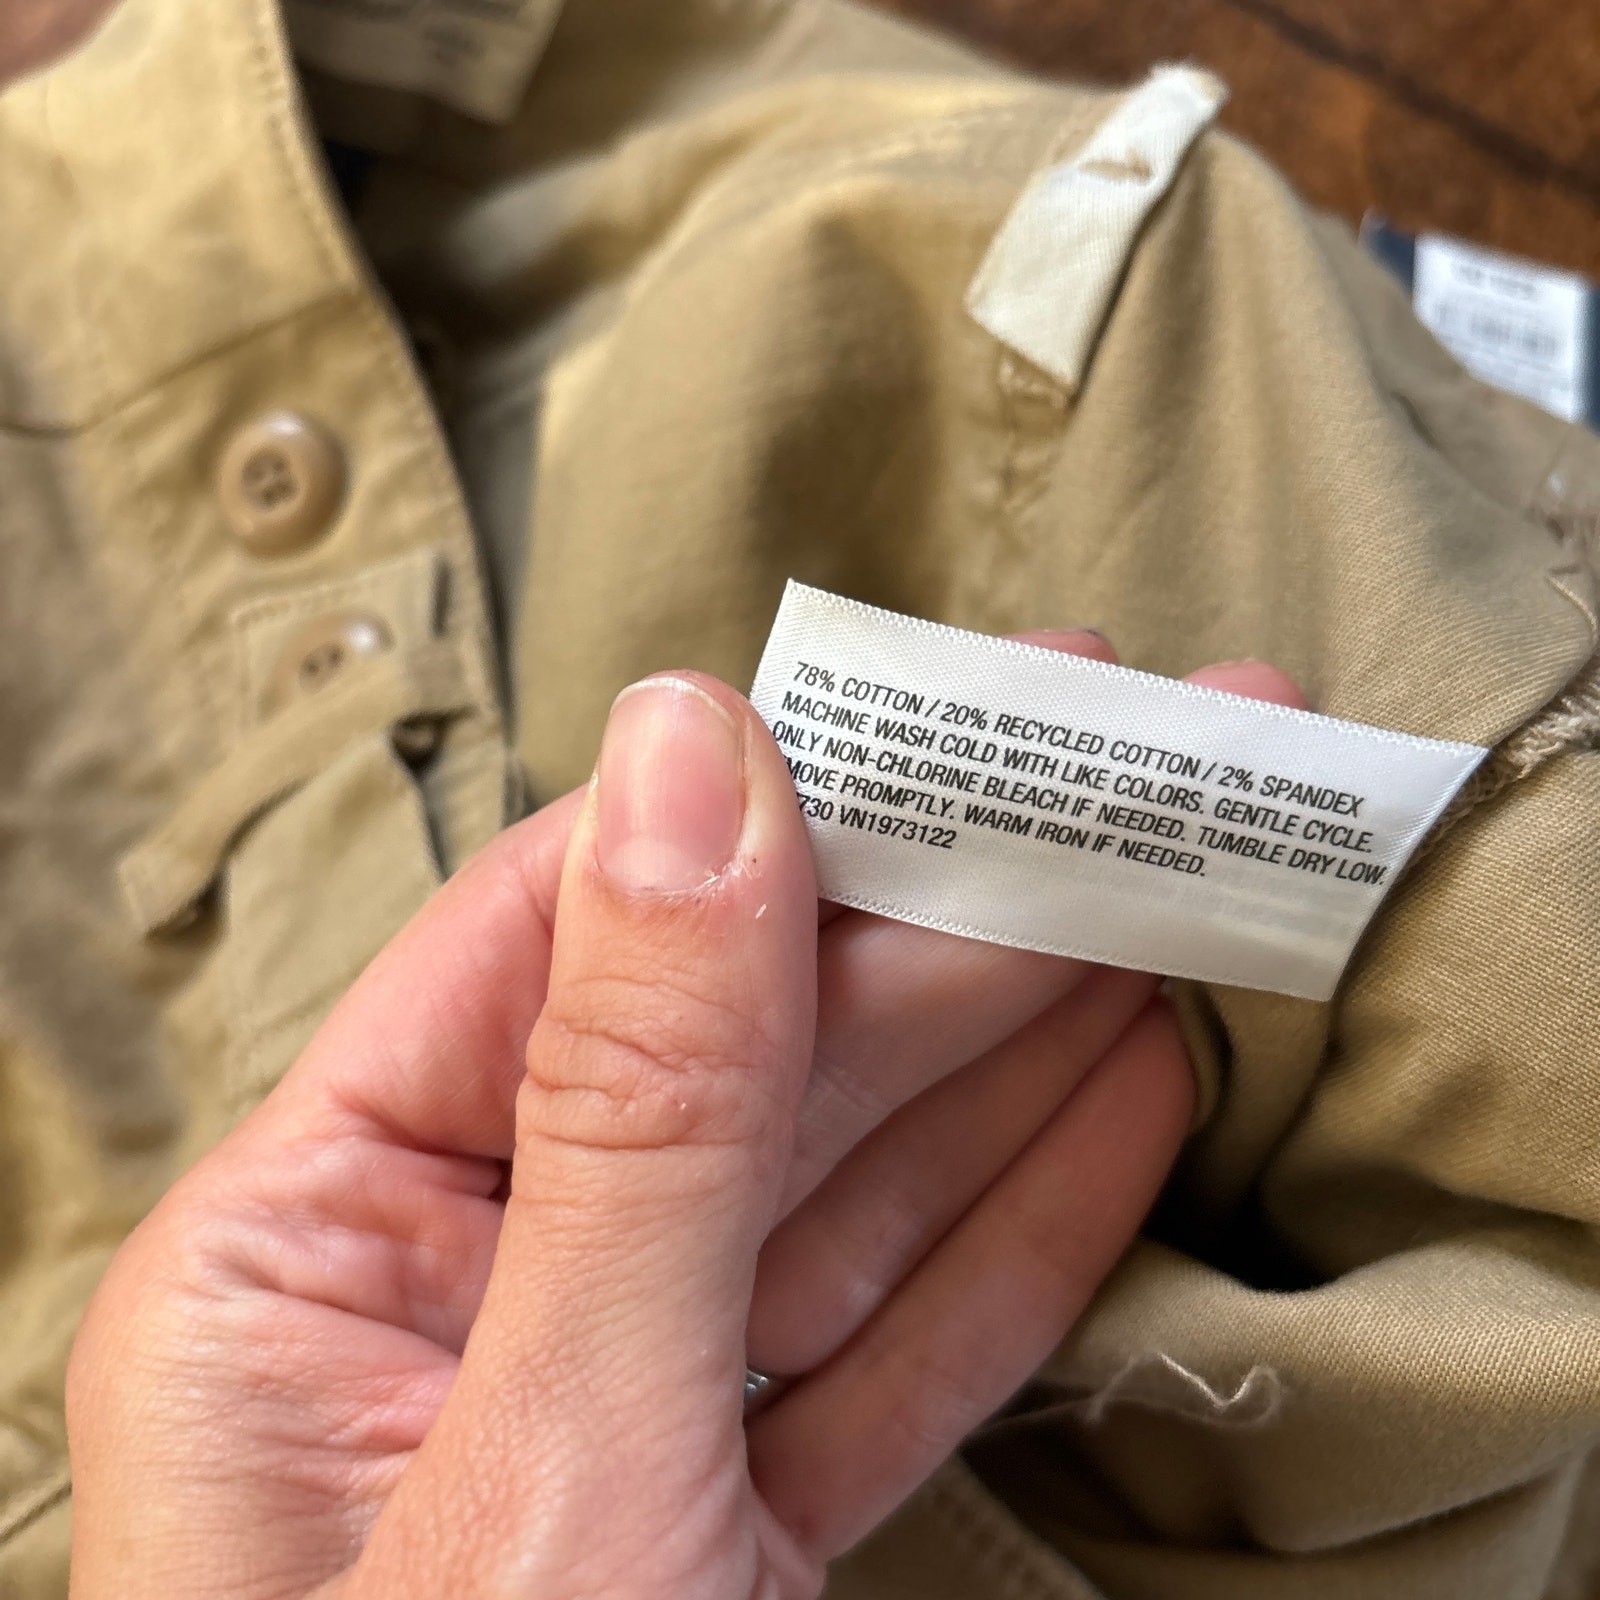 78% COTTON / 20% RECYCLED COTTON / 2% SPANDEX
MACHINE WASH COLD WITH LIKE COLORS. GENTLE CYCLE.
ONLY NON-CHLORINE BLEACH IF NEEDED. TUMBLE DRY LOW.
MOVE PROMPTLY. WARM IRON IF NEEDED.
730 VN1973122